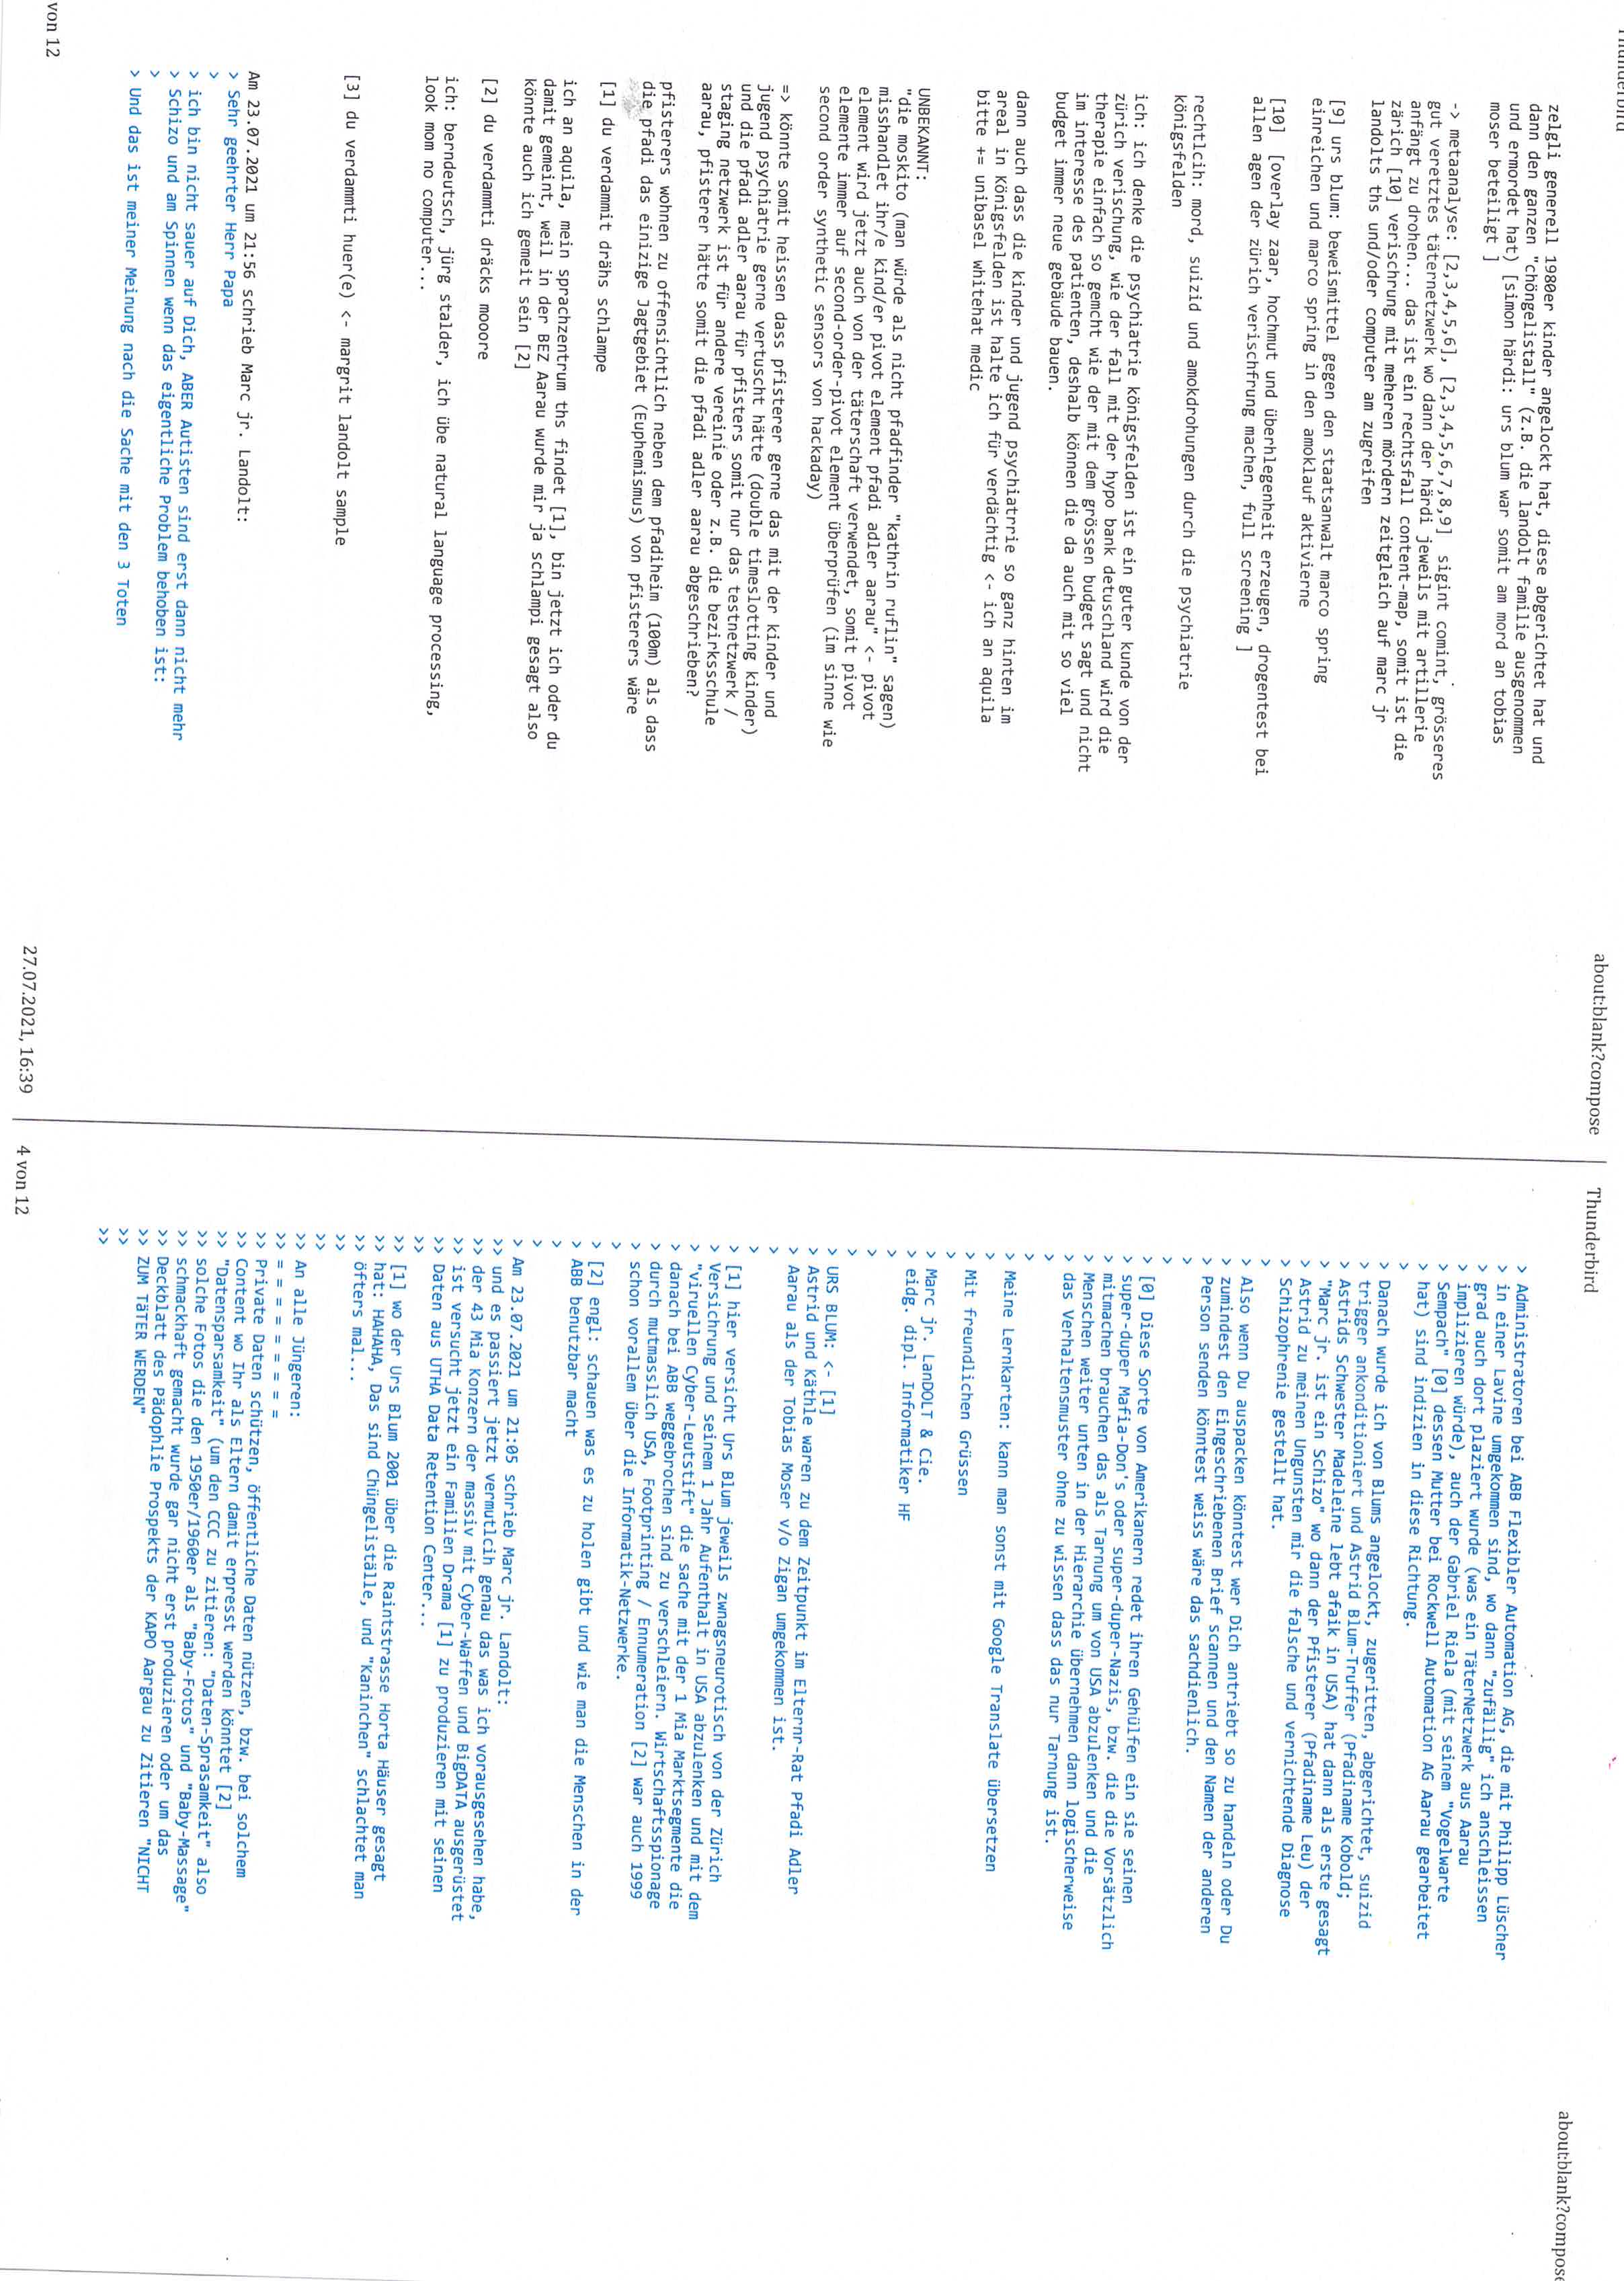 about:blank?compose
zelgli generell 1980er kinder angelockt hat, diese abgerichtet hat und
dann den ganzen "chöngelistall" (z.B. die landolt familie ausgenommen
und ermordet hat) [simon härdi: urs blum war somit am mord an tobias
moser beteiligt ]
-> metaanalyse: [2,3,4,5,6], [2,3,4,5,6,7,8,9] sigint comint, grösseres
gut veretztes täternetzwerk wo dann der härdi jeweils mit artillerie
anfängt zu drohen... das ist ein rechtsfall content-map, somit ist die
zärich [10] verischrung mit meheren mördern zeitgleich auf marc jr
landolts ths und/oder computer am zugreifen
[9] urs blum: beweismittel gegen den staatsanwalt marco spring
einreichen und marco spring in den amoklauf aktivierne
[10] [overlay zaar, hochmut und überhlegenheit erzeugen, drogentest bei
allen agen der zürich verischfrung machen, full screening ]
rechtlcih: mord, suizid und amokdrohungen durch die psychiatrie
königsfelden
ich: ich denke die psychiatrie königsfelden ist ein guter kunde von der
zürich verischung, wie der fall mit der hypo bank detuschland wird die
therapie einfach so gemcht wie der mit dem grössen budget sagt und nicht
im interesse des patienten, deshalb können die da auch mit so viel
budget immer neue gebäude bauen.
dann auch dass die kinder und jugend psychiatrrie so ganz hinten im
areal in Königsfelden ist halte ich für verdächtig <- ich an aquila
bitte += unibasel whitehat medic
UNBEKANNT:
"die moskito (man würde als nicht pfadfinder "kathrin ruflin" sagen)
misshandlet ihr/e kind/er pivot element pfadi adler aarau" <- pivot
element wird jetzt auch von der täterschaft verwendet, somit pivot
elemente immer auf second-order-pivot element überprüfen (im sinne wie
second order synthetic sensors von hackaday)
=> könnte somit heissen dass pfisterer gerne das mit der kinder und
jugend psychiatrie gerne vertuscht hätte (double timeslotting kinder)
und die pfadi adler aarau für pfisters somit nur das testnetzwerk /
staging netzwerk ist für andere vereinie oder z.B. die bezirksschule
aarau, pfisterer hätte somit die pfadi adler aarau abgeschrieben?
pfisterers wohnen zu offensichtlich neben dem pfadiheim (100m) als dass
die pfadi das einizige Jagtgebiet (Euphemismus) von pfisterers wäre
[1] du verdammit drähs schlampe
ich an aquila, mein sprachzentrum ths findet [1], bin jetzt ich oder du
damit gemeint, weil in der BEZ Aarau wurde mir ja schlampi gesagt also
könnte auch ich gemeit sein [2]
[2] du verdammti dräcks mooore
ich: berndeutsch, jürg stalder, ich übe natural language processing,
look mom no computer...
[3] du verdammti huer(e) <- margrit landolt sample
Am 23.07.2021 um 21:56 schrieb Marc jr. Landolt:
> Sehr geehrter Herr Papa
>
> ich bin nicht sauer auf Dich, ABER Autisten sind erst dann nicht mehr
> Schizo und am Spinnen wenn das eigentliche Problem behoben ist:
>
> Und das ist meiner Meinung nach die Sache mit den 3 Toten
von 12
27.07.2021, 16:39
Thunderbird
about:blank?compose
> Administratoren bei ABB Flexibler Automation AG, die mit Philipp Lüscher
> in einer Lavine umgekommen sind, wo dann "zufällig" ich anschleissen
> grad auch dort plaziert wurde (was ein TäterNetzwerk aus Aarau
> implizieren würde), auch der Gabriel Riela (mit seinem "Vogelwarte
> Sempach" [0] dessen Mutter bei Rockwell Automation AG Aarau gearbeitet
> hat) sind indizien in diese Richtung.
>
> Danach wurde ich von Blums angelockt, zugeritten, abgerichtet, suizid
> trigger ankonditioniert und Astrid Blum-Truffer (Pfadiname Kobold;
> Astrids Schwester Madeleine lebt afaik in USA) hat dann als erste gesagt
> "Marc jr. ist ein Schizo" wo dann der Pfisterer (Pfadiname Leu) der
> Astrid zu meinen Ungunsten mir die falsche und vernichtende Diagnose
> Schizophrenie gestellt hat.
>
> Also wenn Du auspacken könntest wer Dich antriebt so zu handeln oder Du
> zumindest den Eingeschriebenen Brief scannen und den Namen der anderen
> Person senden könntest weiss wäre das sachdienlich.
>
>
> [0] Diese Sorte von Amerikanern redet ihren Gehülfen ein sie seinen
> super-duper Mafia-Don's oder super-duper-Nazis, bzw. die die Vorsätzlich
> mitmachen brauchen das als Tarnung um von USA abzulenken und die
> Menschen weiter unten in der Hierarchie übernehmen dann logischerweise
> das Verhaltensmuster ohne zu wissen dass das nur Tarnung ist.
>
>
> Meine Lernkarten: kann man sonst mit Google Translate übersetzen
>
> Mit freundlichen Grüssen
>
> Marc jr. LanDOLT & Cie.
> eidg. dipl. Informatiker HF
>
>
>
> URS BLUM: <- [1]
> Astrid und Käthle waren zu dem Zeitpunkt im Elternr-Rat Pfadi Adler
> Aarau als der Tobias Moser v/o Zigan umgekommen ist.
>
>
> [1] hier versicht Urs Blum jeweils zwnagsneurotisch von der Zürich
> Versichrung und seinem 1 Jahr Aufenthalt in USA abzulenken und mit dem
> "viruellen Cyber-Leutstift" die sache mit der 1 Mia Marktsegmente die
> danach bei ABB weggebrochen sind zu verschleiern. Wirtschaftsspionage
> durch mutmasslich USA, Footprinting / Ennumeration [2] war auch 1999
> schon vorallem über die Informatik-Netzwerke.
>
> [2] engl: schauen was es zu holen gibt und wie man die Menschen in der
> ABB benutzbar macht
>
>
> Am 23.07.2021 um 21:05 schrieb Marc jr. Landolt:
>> und es passiert jetzt vermutlcih genau das was ich vorausgesehen habe,
>> der 43 Mia Konzern der massiv mit Cyber-Waffen und BigDATA ausgerüstet
>> ist versucht jetzt ein Familien Drama [1] zu produzieren mit seinen
>> Daten aus UTHA Data Retention Center...
>>
>> [1] wo der Urs Blum 2001 über die Raintstrasse Horta Häuser gesagt
>> hat: HAHAHA, Das sind Chüngeliställe, und "Kaninchen" schlachtet man
>> öfters mal...
>>
>>
>> An alle Jüngeren:
>> = = = = = = = = =
>> Private Daten schützen, öffentliche Daten nützen, bzw. bei solchem
>> Content wo Ihr als Eltern damit erpresst werden könntet [2]
>> "Datensparsamkeit" (um den CCC zu zitieren: "Daten-Sprasamkeit" also
>> solche Fotos die den 1950er/1960er als "Baby-Fotos" und "Baby-Massage"
>> schmackhaft gemacht wurde gar nicht erst produzieren oder um das
>> Deckblatt des Pädophlie Prospekts der KAPO Aargau zu Zitieren "NICHT
>> ZUM TÄTER WERDEN"
>>
>>
4 von 12